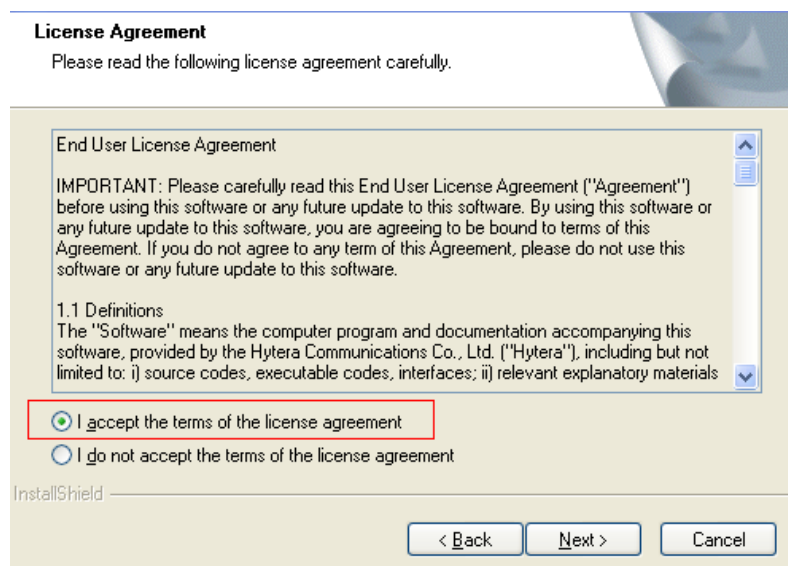 License Agreement
Please read the following license agreement carefully.
End User License Agreement
IMPORTANT: Please carefully read this End User License Agreement ("Agreement")
before using this software or any future update to this software. By using this software or
any future update to this software, you are agreeing to be bound to terms of this
Agreement. If you do not agree to any term of this Agreement, please do not use this
software or any future update to this software.
1.1 Definitions
The "Software" means the computer program and documentation accompanying this
software, provided by the Hytera Communications Co., Ltd. ("Hytera"), including but not
limited to: i) source codes, executable codes, interfaces; ii) relevant explanatory materials
I accept the terms of the license agreement
I do not accept the terms of the license agreement
InstallShield
< Back Next > Cancel